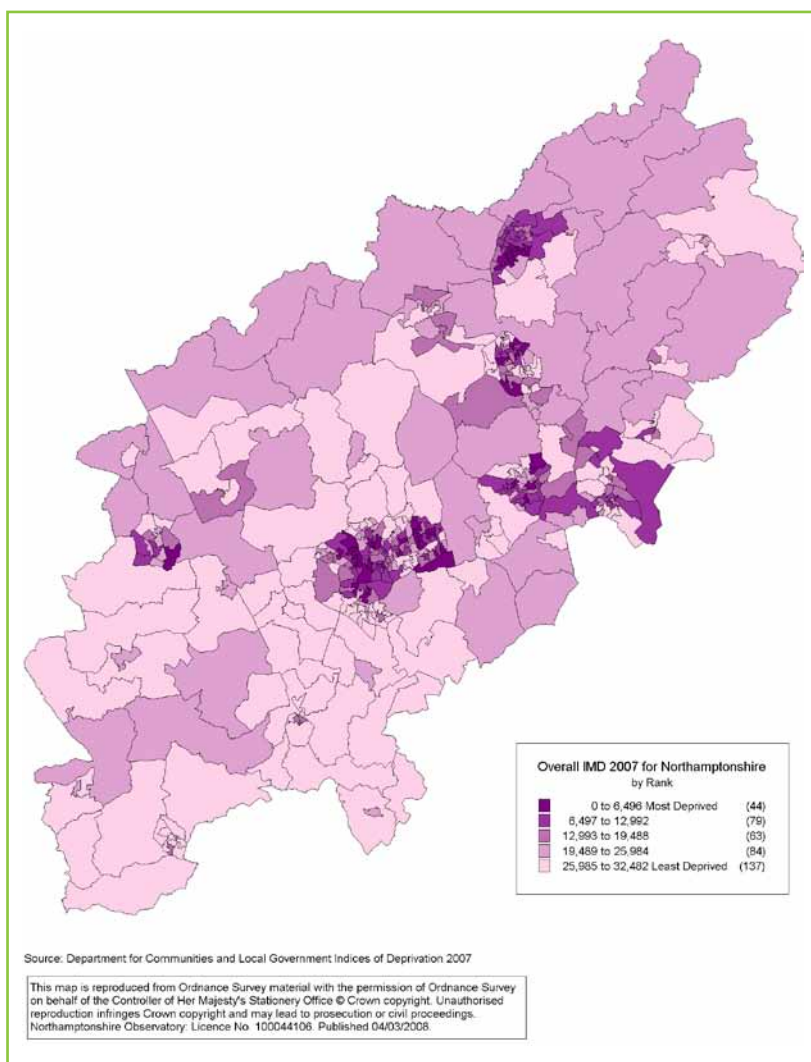 Overall IMD 2007 for Northamptonshire
by Rank
0 to 6,496 Most Deprived (44)
6,497 to 12,992 (79)
12,993 to 19,488 (63)
19,489 to 25,984 (84)
25,985 to 32,482 Least Deprived (137)
Source: Department for Communities and Local Government Indices of Deprivation 2007
This map is reproduced from Ordnance Survey material with the permission of Ordnance Survey
on behalf of the Controller of Her Majesty's Stationery Office © Crown copyright. Unauthorised
reproduction infringes Crown copyright and may lead to prosecution or civil proceedings.
Northamptonshire Observatory: Licence No. 100044106. Published 04/03/2008.